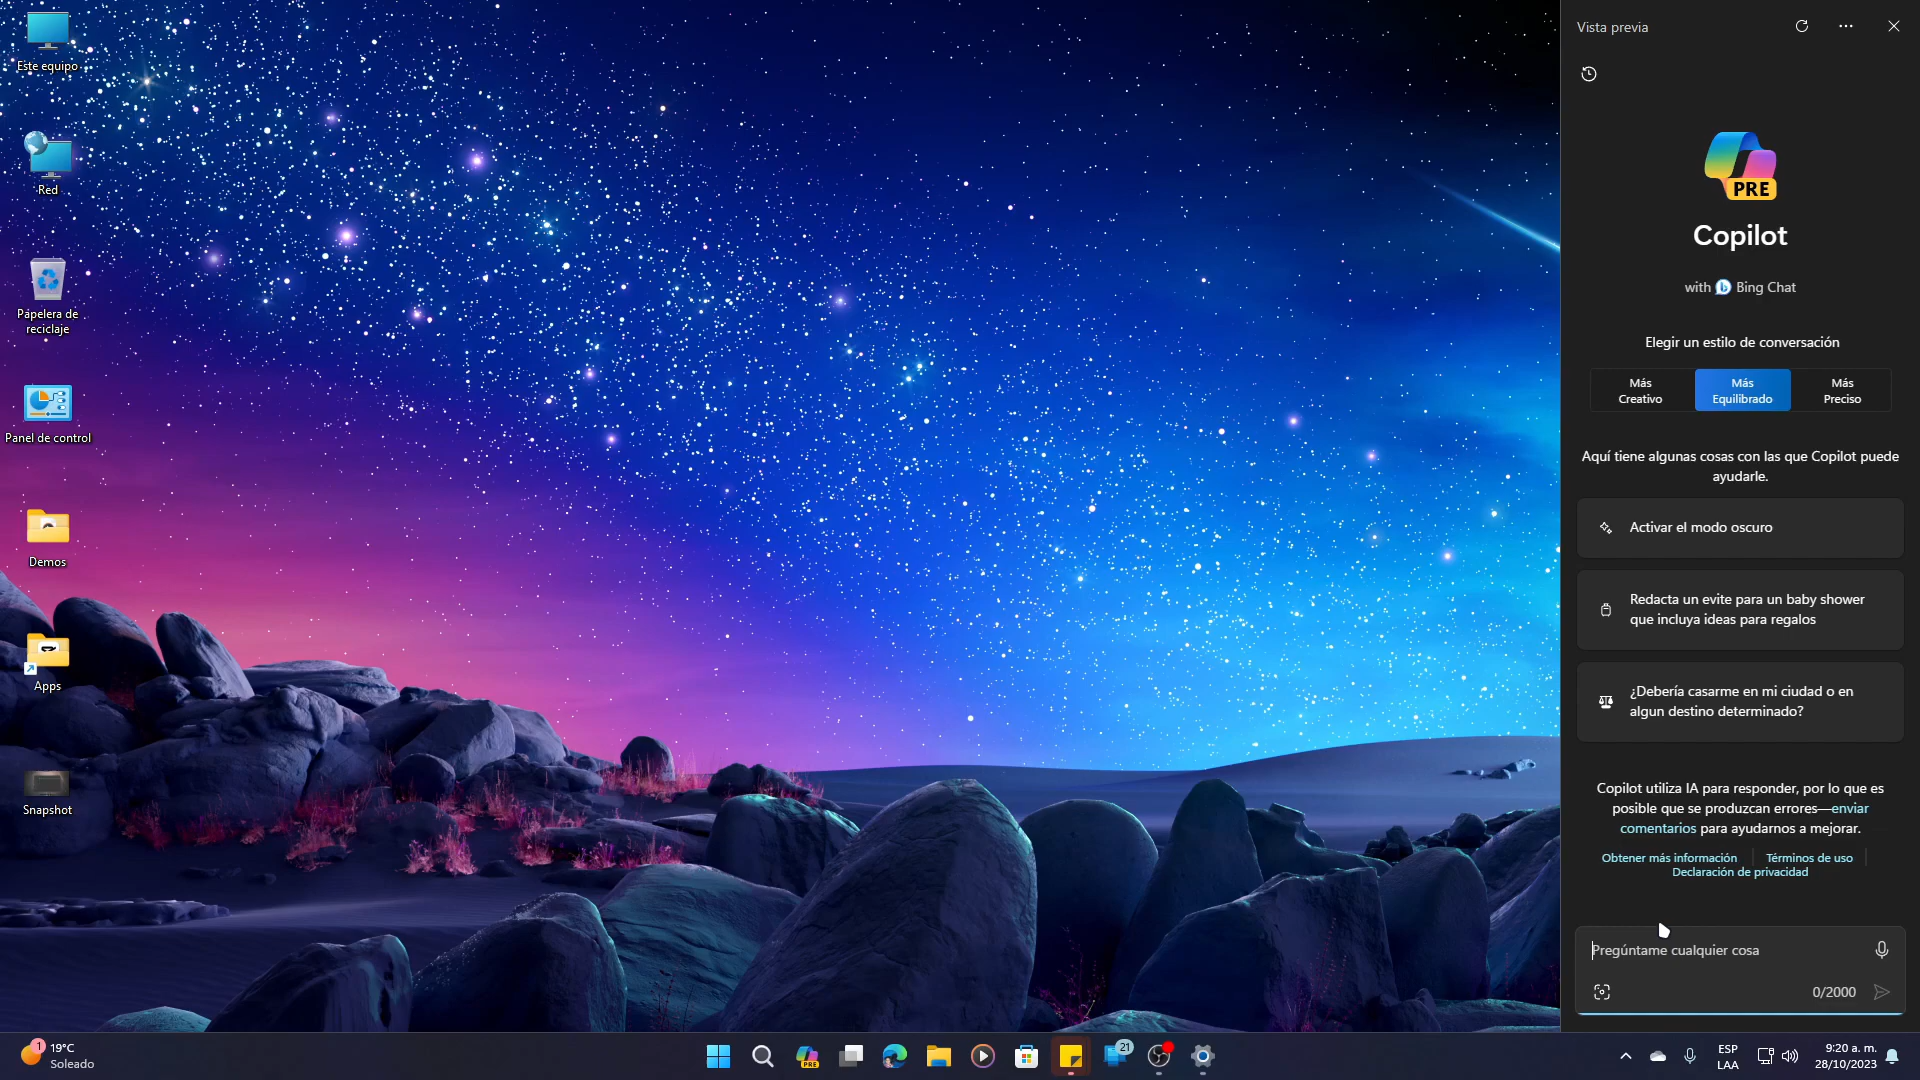 Este equipo
Red
Papelera de
reciclaje
Panel de control
Demos
Apps
Snapshot
Vista previa
PRE
Copilot
with Bing Chat
Elegir un estilo de conversación
Más
Creativo
Más
Equilibrado
Más
Preciso
Aquí tiene algunas cosas con las que Copilot puede
ayudarle.
Activar el modo oscuro
Redacta un evite para un baby shower
que incluya ideas para regalos
¿Debería casarme en mi ciudad o en
algun destino determinado?
Copilot utiliza IA para responder, por lo que es
posible que se produzcan errores—enviar
comentarios para ayudarnos a mejorar.
Obtener más información
Términos de uso
Declaración de privacidad
Pregúntame cualquier cosa
0/2000
1
19°C
Soleado
PRE
21
ESP
LAA
9:20 a. m.
28/10/2023